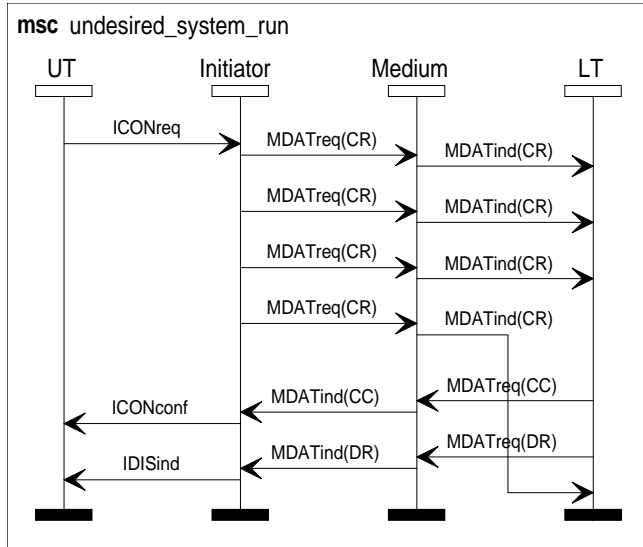 msc undesired_system_run
UT Initiator Medium LT
ICONreq
MDATreq(CR)
MDATind(CR)
MDATreq(CR)
MDATind(CR)
MDATreq(CR)
MDATind(CR)
MDATreq(CR)
MDATind(CR)
MDATreq(CC)
MDATind(CC)
ICONconf
MDATreq(DR)
MDATind(DR)
IDISind